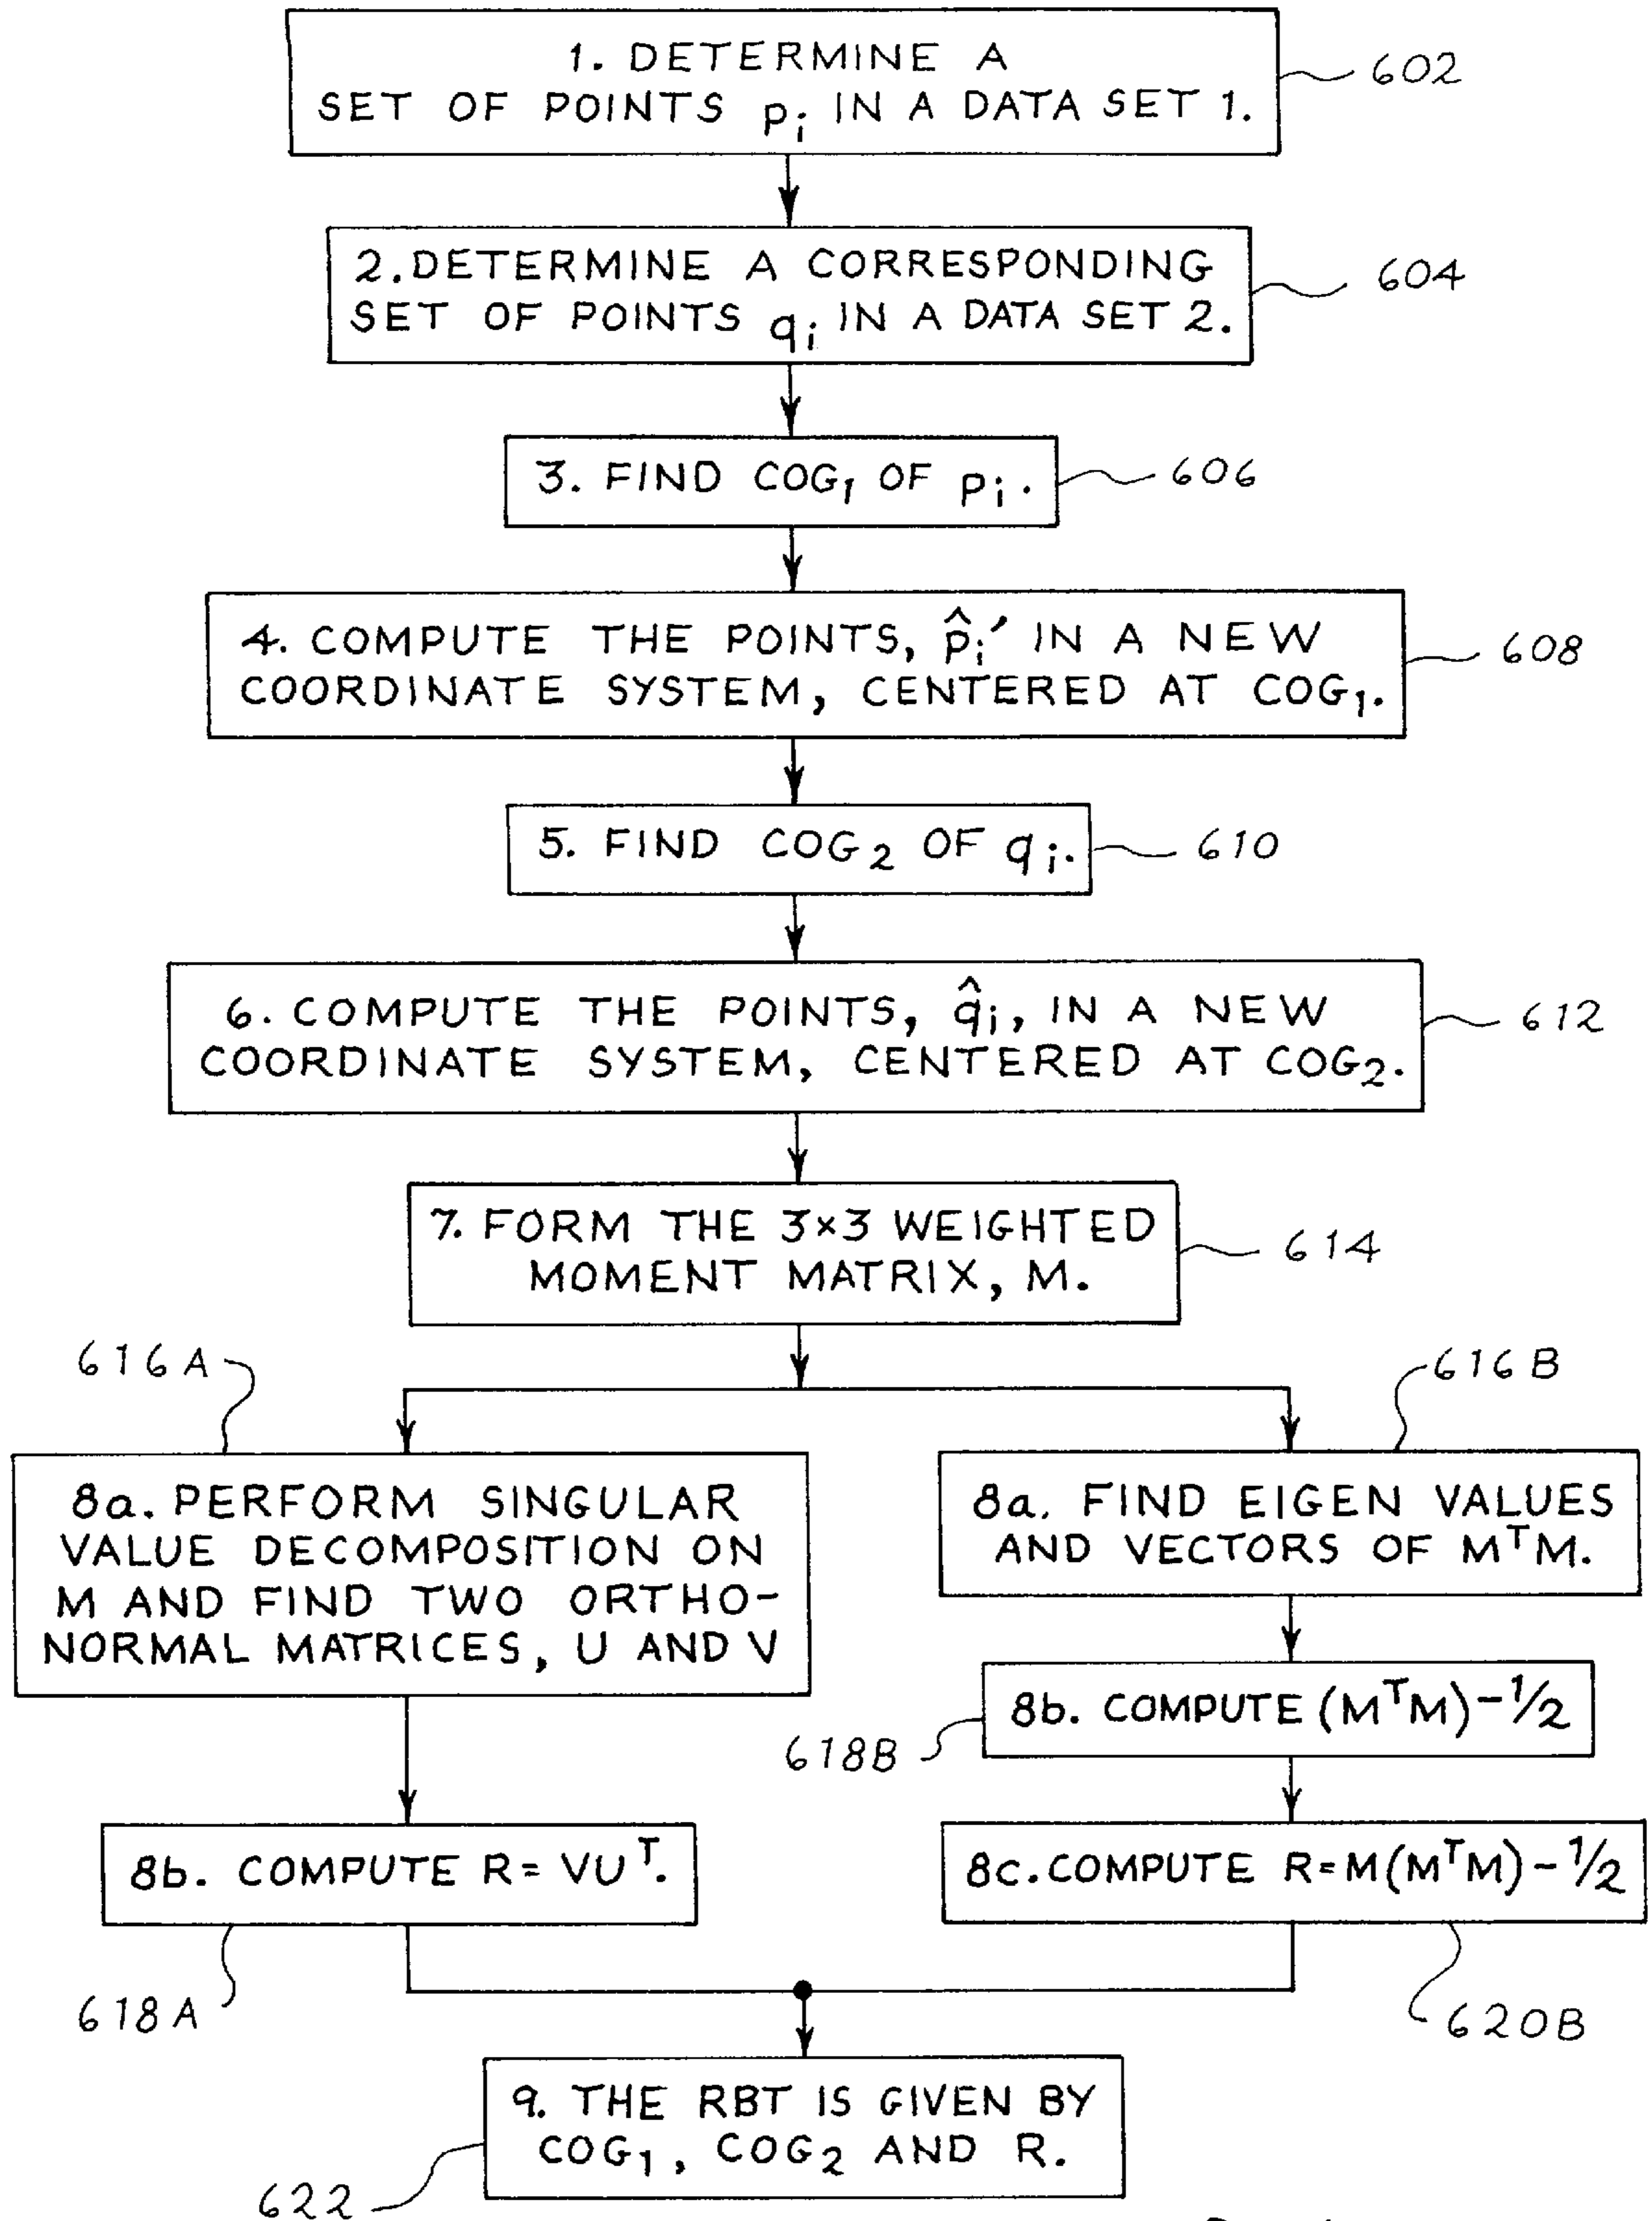 1. DETERMINE A
SET OF POINTS pᵢ IN A DATA SET 1.
602
2. DETERMINE A CORRESPONDING
SET OF POINTS qᵢ IN A DATA SET 2.
604
3. FIND COG₁ OF pᵢ.
606
4. COMPUTE THE POINTS, p̂ᵢ′ IN A NEW
COORDINATE SYSTEM, CENTERED AT COG₁.
608
5. FIND COG₂ OF qᵢ.
610
6. COMPUTE THE POINTS, q̂ᵢ, IN A NEW
COORDINATE SYSTEM, CENTERED AT COG₂.
612
7. FORM THE 3×3 WEIGHTED
MOMENT MATRIX, M.
614
616A
8a. PERFORM SINGULAR
VALUE DECOMPOSITION ON
M AND FIND TWO ORTHO-
NORMAL MATRICES, U AND V
8b. COMPUTE R = VUᵀ.
618A
616B
8a. FIND EIGEN VALUES
AND VECTORS OF MᵀM.
8b. COMPUTE (MᵀM) - 1/2
618B
8c. COMPUTE R = M(MᵀM) - 1/2
620B
9. THE RBT IS GIVEN BY
COG₁, COG₂ AND R.
622